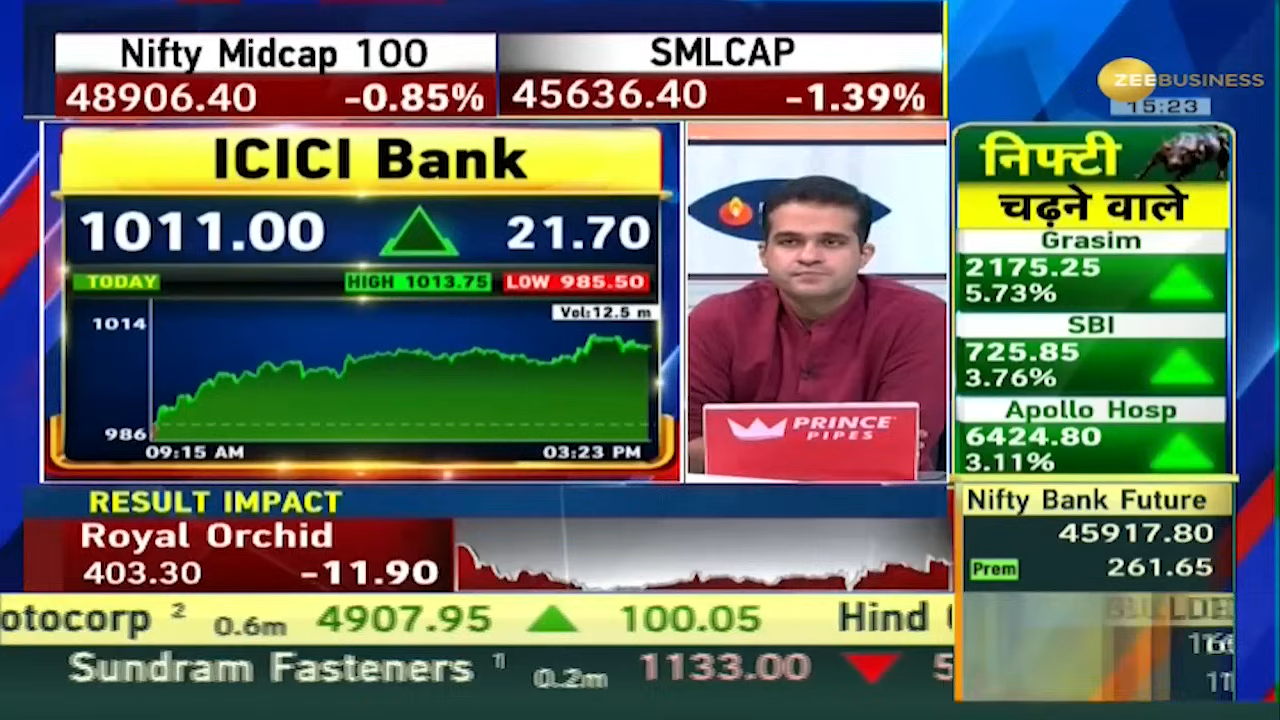 Nifty Midcap 100
48906.40 -0.85%
SMLCAP
45636.40 -1.39%
ZEEBUSINESS
15:23
ICICI Bank
1011.00 21.70
TODAY HIGH 1013.75 LOW 985.50
Vol:12.5 m
1014
986
09:15 AM 03:23 PM
PRINCE
PIPES
निफ्टी
चढ़ने वाले
Grasim
2175.25
5.73%
SBI
725.85
3.76%
Apollo Hosp
6424.80
3.11%
Nifty Bank Future
45917.80
Prem 261.65
RESULT IMPACT
Royal Orchid
403.30 -11.90
otocorp 2 0.6m 4907.95 100.05 Hind
Sundram Fasteners 1 0.2m 1133.00 5